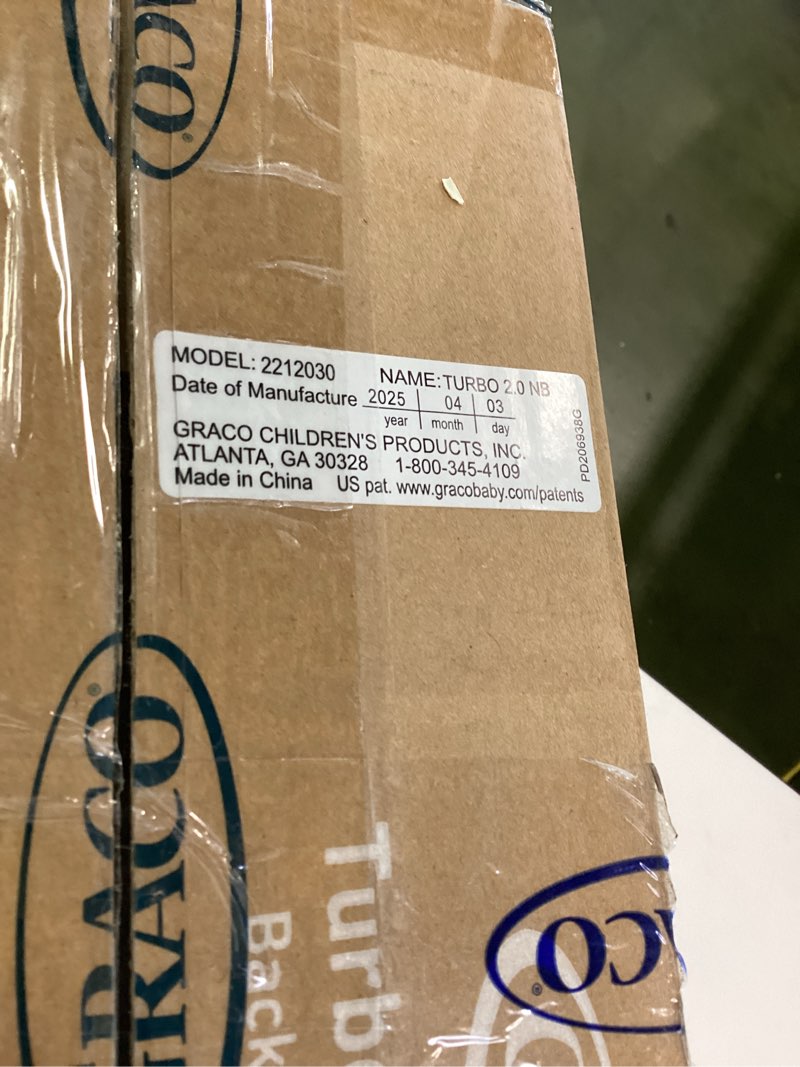 ACO
MODEL: 2212030 NAME: TURBO 2.0 NB
Date of Manufacture 2025 04 03
year month day
GRACO CHILDREN'S PRODUCTS, INC.
ATLANTA, GA 30328 1-800-345-4109
Made in China US pat. www.gracobaby.com/patents
PD206938G
GRACO
Turbo
Back
CO